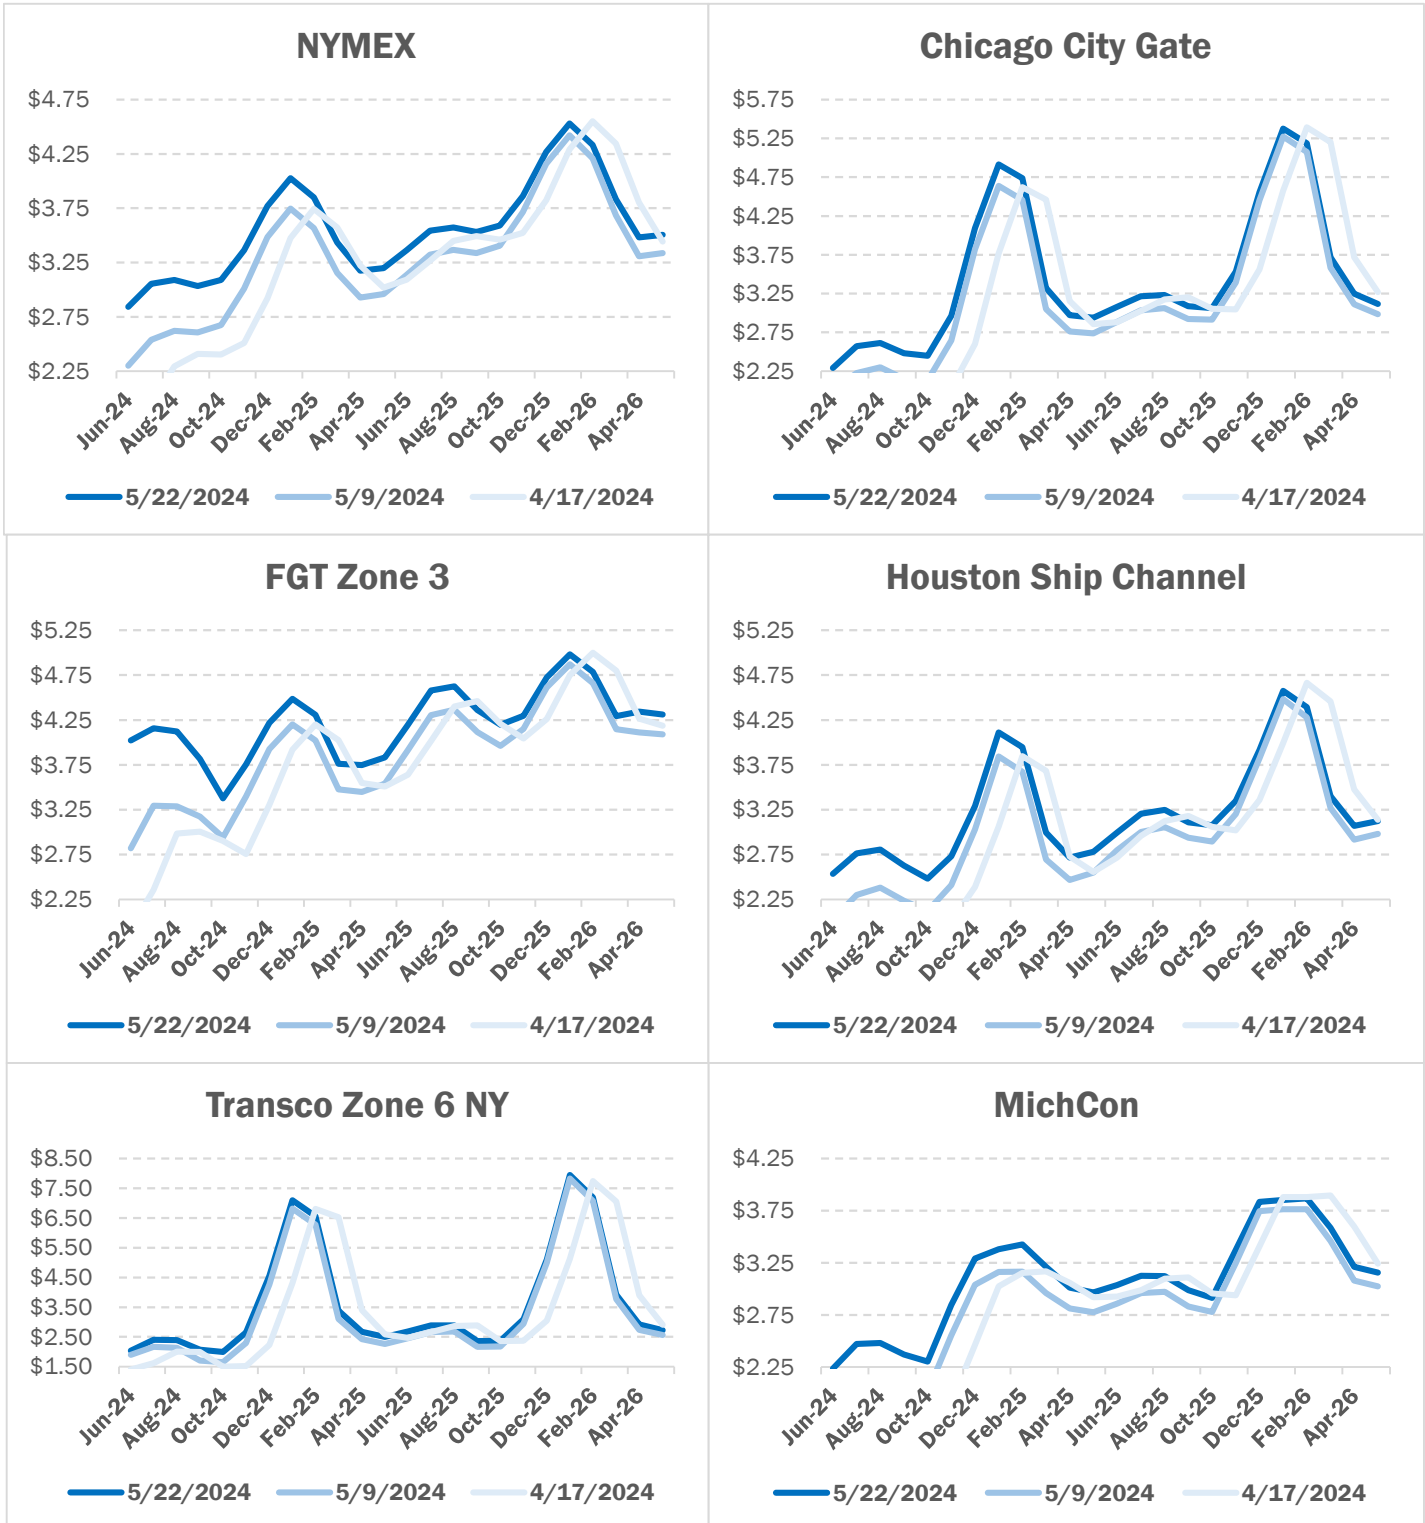 NYMEX
$4.75
$4.25
$3.75
$3.25
$2.75
$2.25
Jun-24 Aug-24 Oct-24 Dec-24 Feb-25 Apr-25 Jun-25 Aug-25 Oct-25 Dec-25 Feb-26 Apr-26
5/22/2024 5/9/2024 4/17/2024
Chicago City Gate
$5.75
$5.25
$4.75
$4.25
$3.75
$3.25
$2.75
$2.25
Jun-24 Aug-24 Oct-24 Dec-24 Feb-25 Apr-25 Jun-25 Aug-25 Oct-25 Dec-25 Feb-26 Apr-26
5/22/2024 5/9/2024 4/17/2024
FGT Zone 3
$5.25
$4.75
$4.25
$3.75
$3.25
$2.75
$2.25
Jun-24 Aug-24 Oct-24 Dec-24 Feb-25 Apr-25 Jun-25 Aug-25 Oct-25 Dec-25 Feb-26 Apr-26
5/22/2024 5/9/2024 4/17/2024
Houston Ship Channel
$5.25
$4.75
$4.25
$3.75
$3.25
$2.75
$2.25
Jun-24 Aug-24 Oct-24 Dec-24 Feb-25 Apr-25 Jun-25 Aug-25 Oct-25 Dec-25 Feb-26 Apr-26
5/22/2024 5/9/2024 4/17/2024
Transco Zone 6 NY
$8.50
$7.50
$6.50
$5.50
$4.50
$3.50
$2.50
$1.50
Jun-24 Aug-24 Oct-24 Dec-24 Feb-25 Apr-25 Jun-25 Aug-25 Oct-25 Dec-25 Feb-26 Apr-26
5/22/2024 5/9/2024 4/17/2024
MichCon
$4.25
$3.75
$3.25
$2.75
$2.25
Jun-24 Aug-24 Oct-24 Dec-24 Feb-25 Apr-25 Jun-25 Aug-25 Oct-25 Dec-25 Feb-26 Apr-26
5/22/2024 5/9/2024 4/17/2024